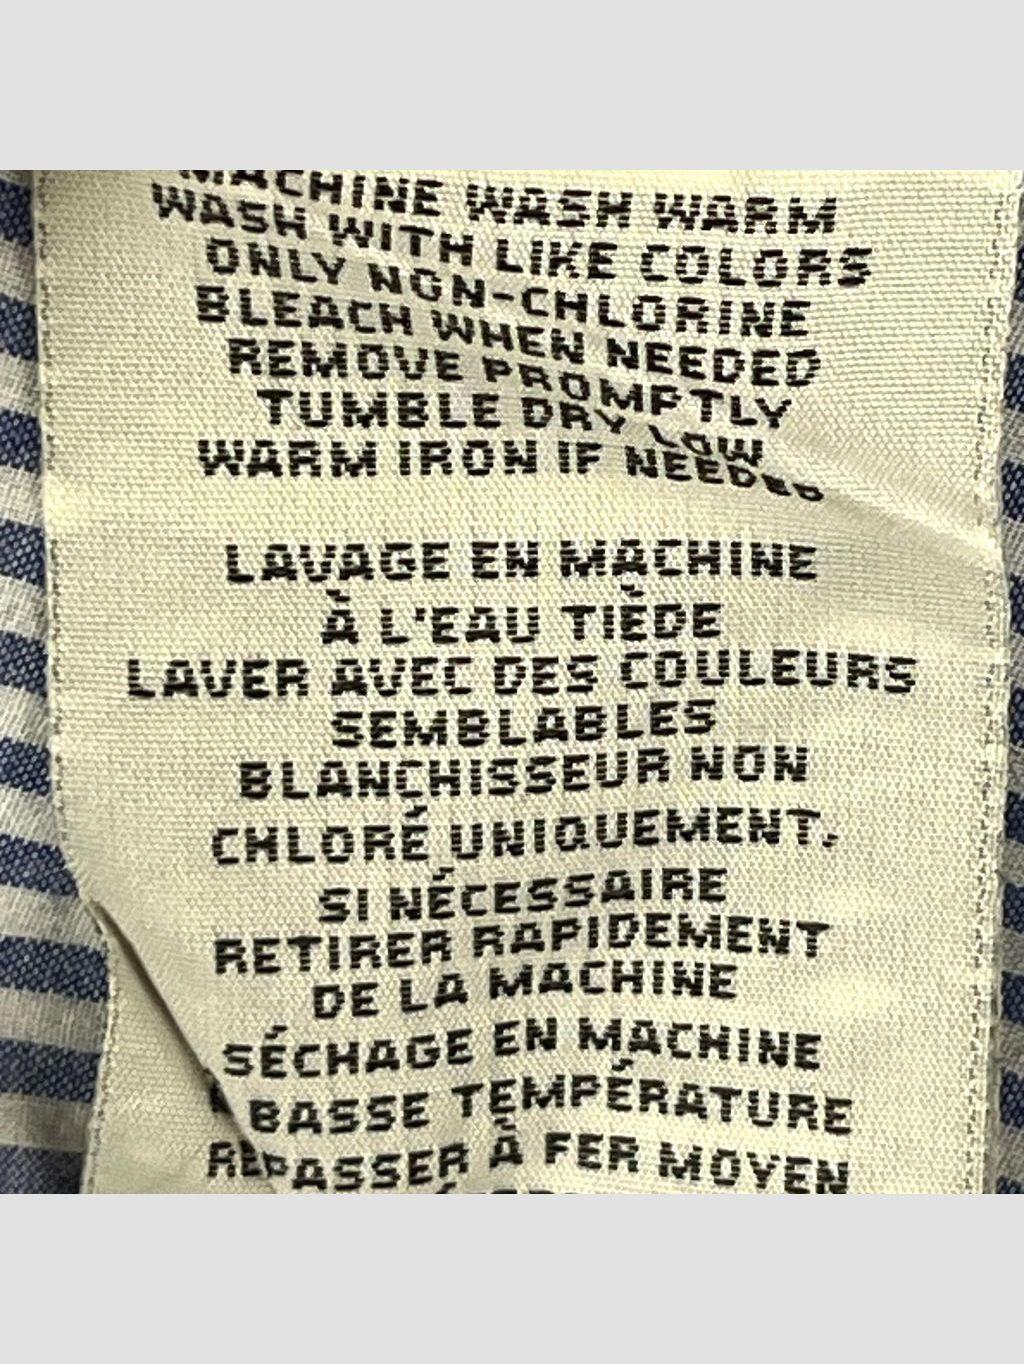 MACHINE WASH WARM
WASH WITH LIKE COLORS
ONLY NON-CHLORINE
BLEACH WHEN NEEDED
REMOVE PROMPTLY
TUMBLE DRY LOW
WARM IRON IF NEEDED
LAVAGE EN MACHINE
À L'EAU TIÈDE
LAVER AVEC DES COULEURS
SEMBLABLES
BLANCHISSEUR NON
CHLORÉ UNIQUEMENT,
SI NÉCESSAIRE
RETIRER RAPIDEMENT
DE LA MACHINE
SÉCHAGE EN MACHINE
BASSE TEMPÉRATURE
REPASSER À FER MOYEN